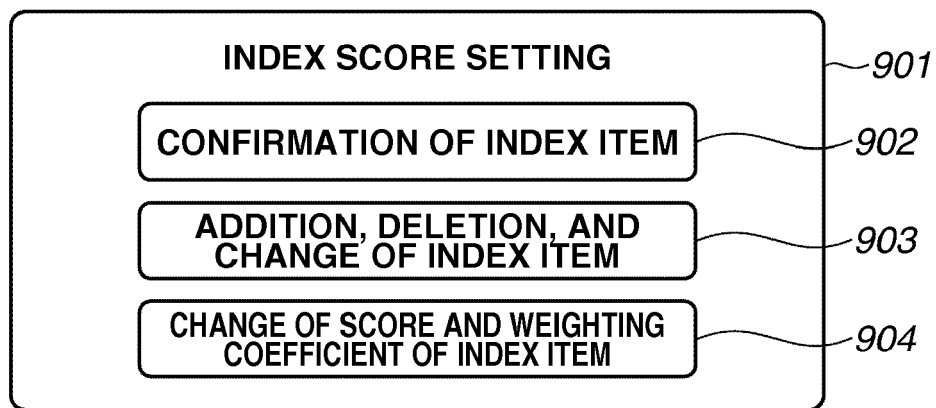 INDEX SCORE SETTING
901
CONFIRMATION OF INDEX ITEM
902
ADDITION, DELETION, AND
CHANGE OF INDEX ITEM
903
CHANGE OF SCORE AND WEIGHTING
COEFFICIENT OF INDEX ITEM
904